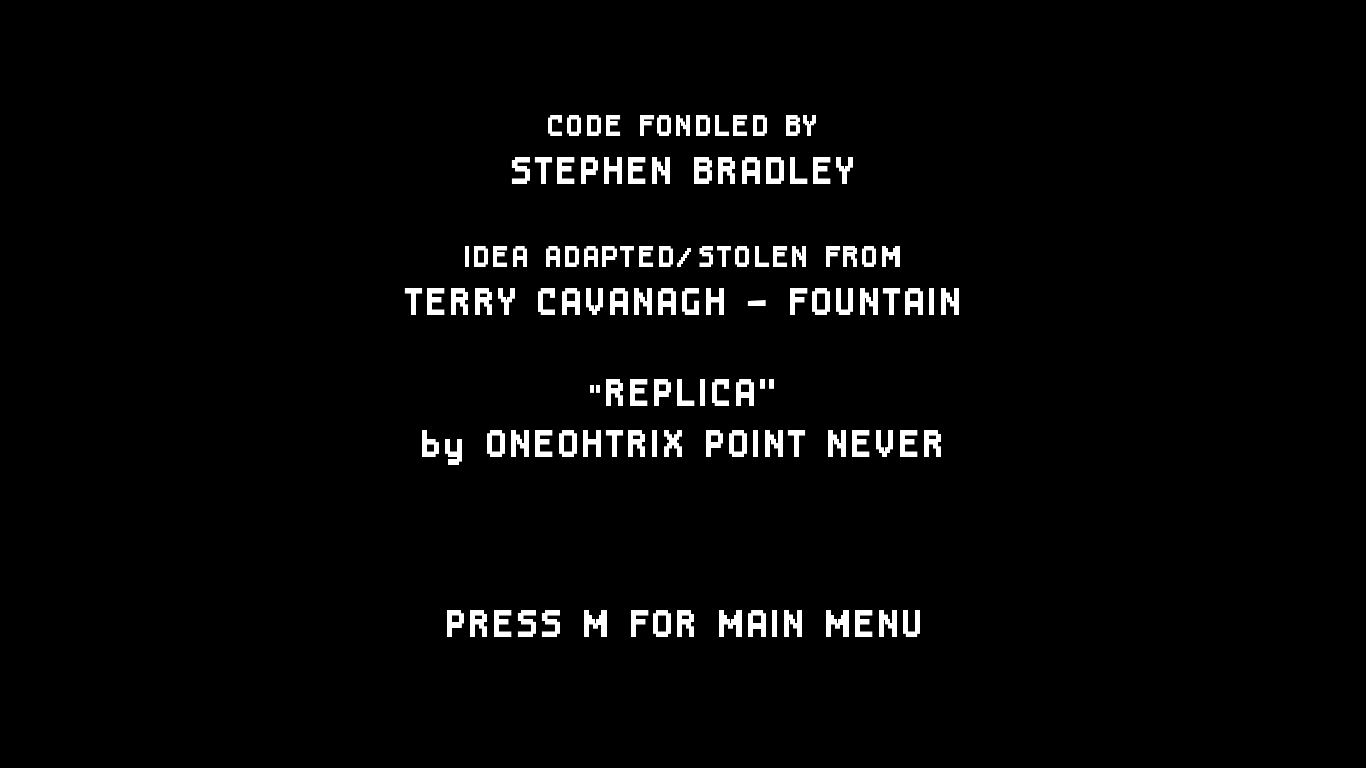 CODE FONDLED BY
STEPHEN BRADLEY
IDEA ADAPTED/STOLEN FROM
TERRY CAVANAGH - FOUNTAIN
"REPLICA"
by ONEOHTRIX POINT NEVER
PRESS M FOR MAIN MENU